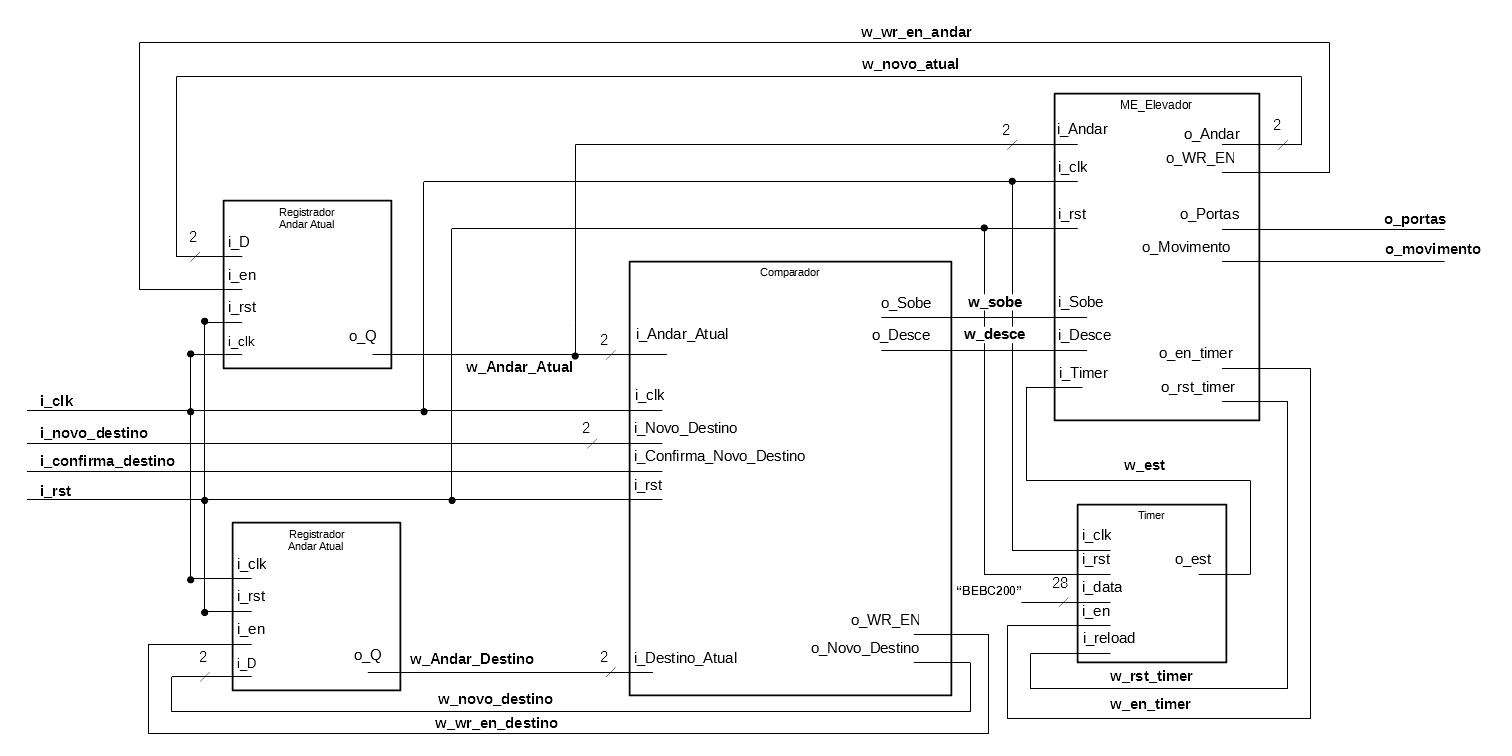 w_wr_en_andar
w_novo_atual
ME_Elevador
i_Andar
2
o_Andar
2
o_WR_EN
i_clk
i_rst
o_Portas
o_portas
o_Movimento
o_movimento
i_Sobe
i_Desce
i_Timer
o_en_timer
o_rst_timer
Registrador
Andar Atual
2
i_D
i_en
i_rst
i_clk
o_Q
w_Andar_Atual
Comparador
o_Sobe
w_sobe
o_Desce
w_desce
2
i_Andar_Atual
i_clk
i_clk
i_novo_destino
2
i_Novo_Destino
i_confirma_destino
i_Confirma_Novo_Destino
i_rst
i_rst
w_est
Registrador
Andar Atual
i_clk
i_rst
i_en
2
i_D
o_Q
w_Andar_Destino
2
i_Destino_Atual
o_WR_EN
o_Novo_Destino
w_novo_destino
w_wr_en_destino
Timer
i_clk
i_rst
o_est
“BEBC200”
28
i_data
i_en
i_reload
w_rst_timer
w_en_timer